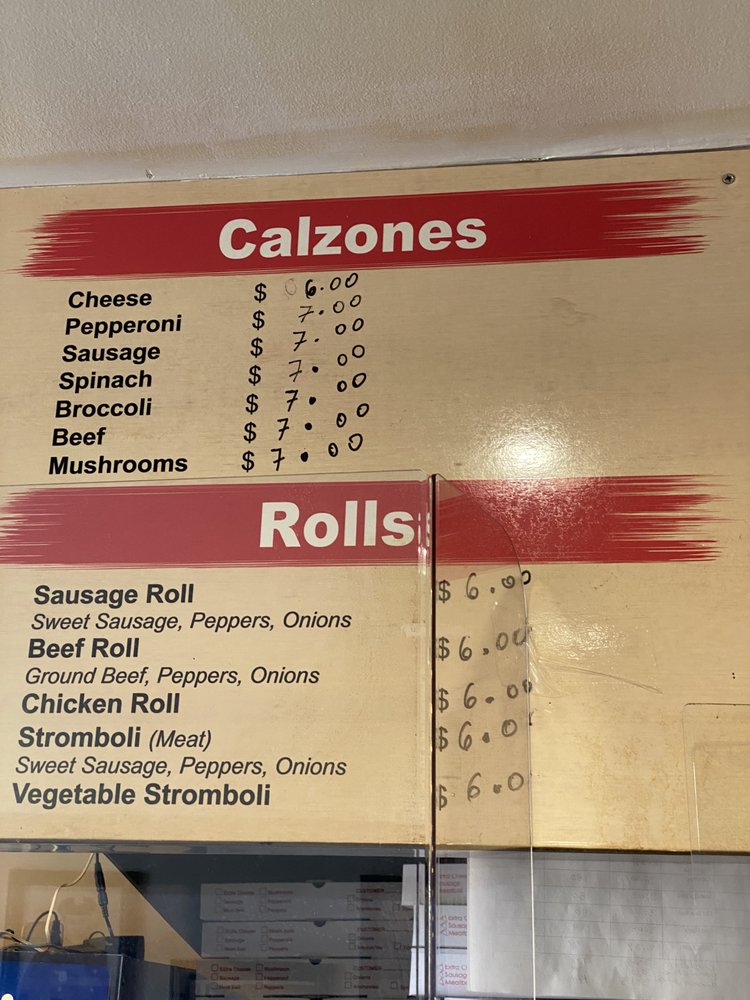 Calzones
Cheese $ 6.00
Pepperoni $ 7.00
Sausage $ 7.00
Spinach $ 7.00
Broccoli $ 7.00
Beef $ 7.00
Mushrooms $ 7.00
Rolls
Sausage Roll $ 6.00
Sweet Sausage, Peppers, Onions
Beef Roll $ 6.00
Ground Beef, Peppers, Onions
Chicken Roll $ 6.00
Stromboli (Meat) $ 6.0
Sweet Sausage, Peppers, Onions
Vegetable Stromboli $ 6.0